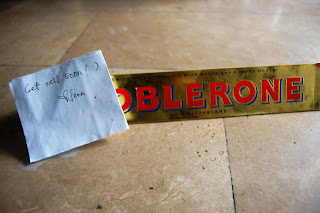 Get well soon! :)
OBLERONE
OF SWITZERLAND